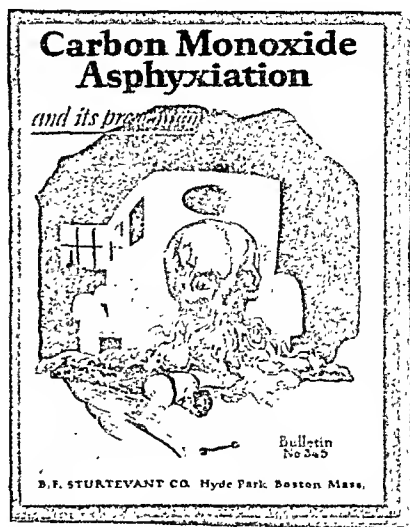 Carbon Monoxide
Asphyxiation
and its prevention
Bulletin
No 345
B.F. STURTEVANT CO. Hyde Park Boston Mass.